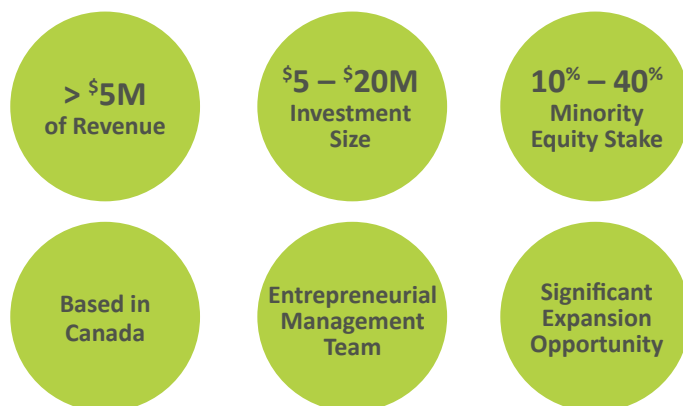 > $5M
of Revenue
$5 – $20M
Investment
Size
10% – 40%
Minority
Equity Stake
Based in
Canada
Entrepreneurial
Management
Team
Significant
Expansion
Opportunity